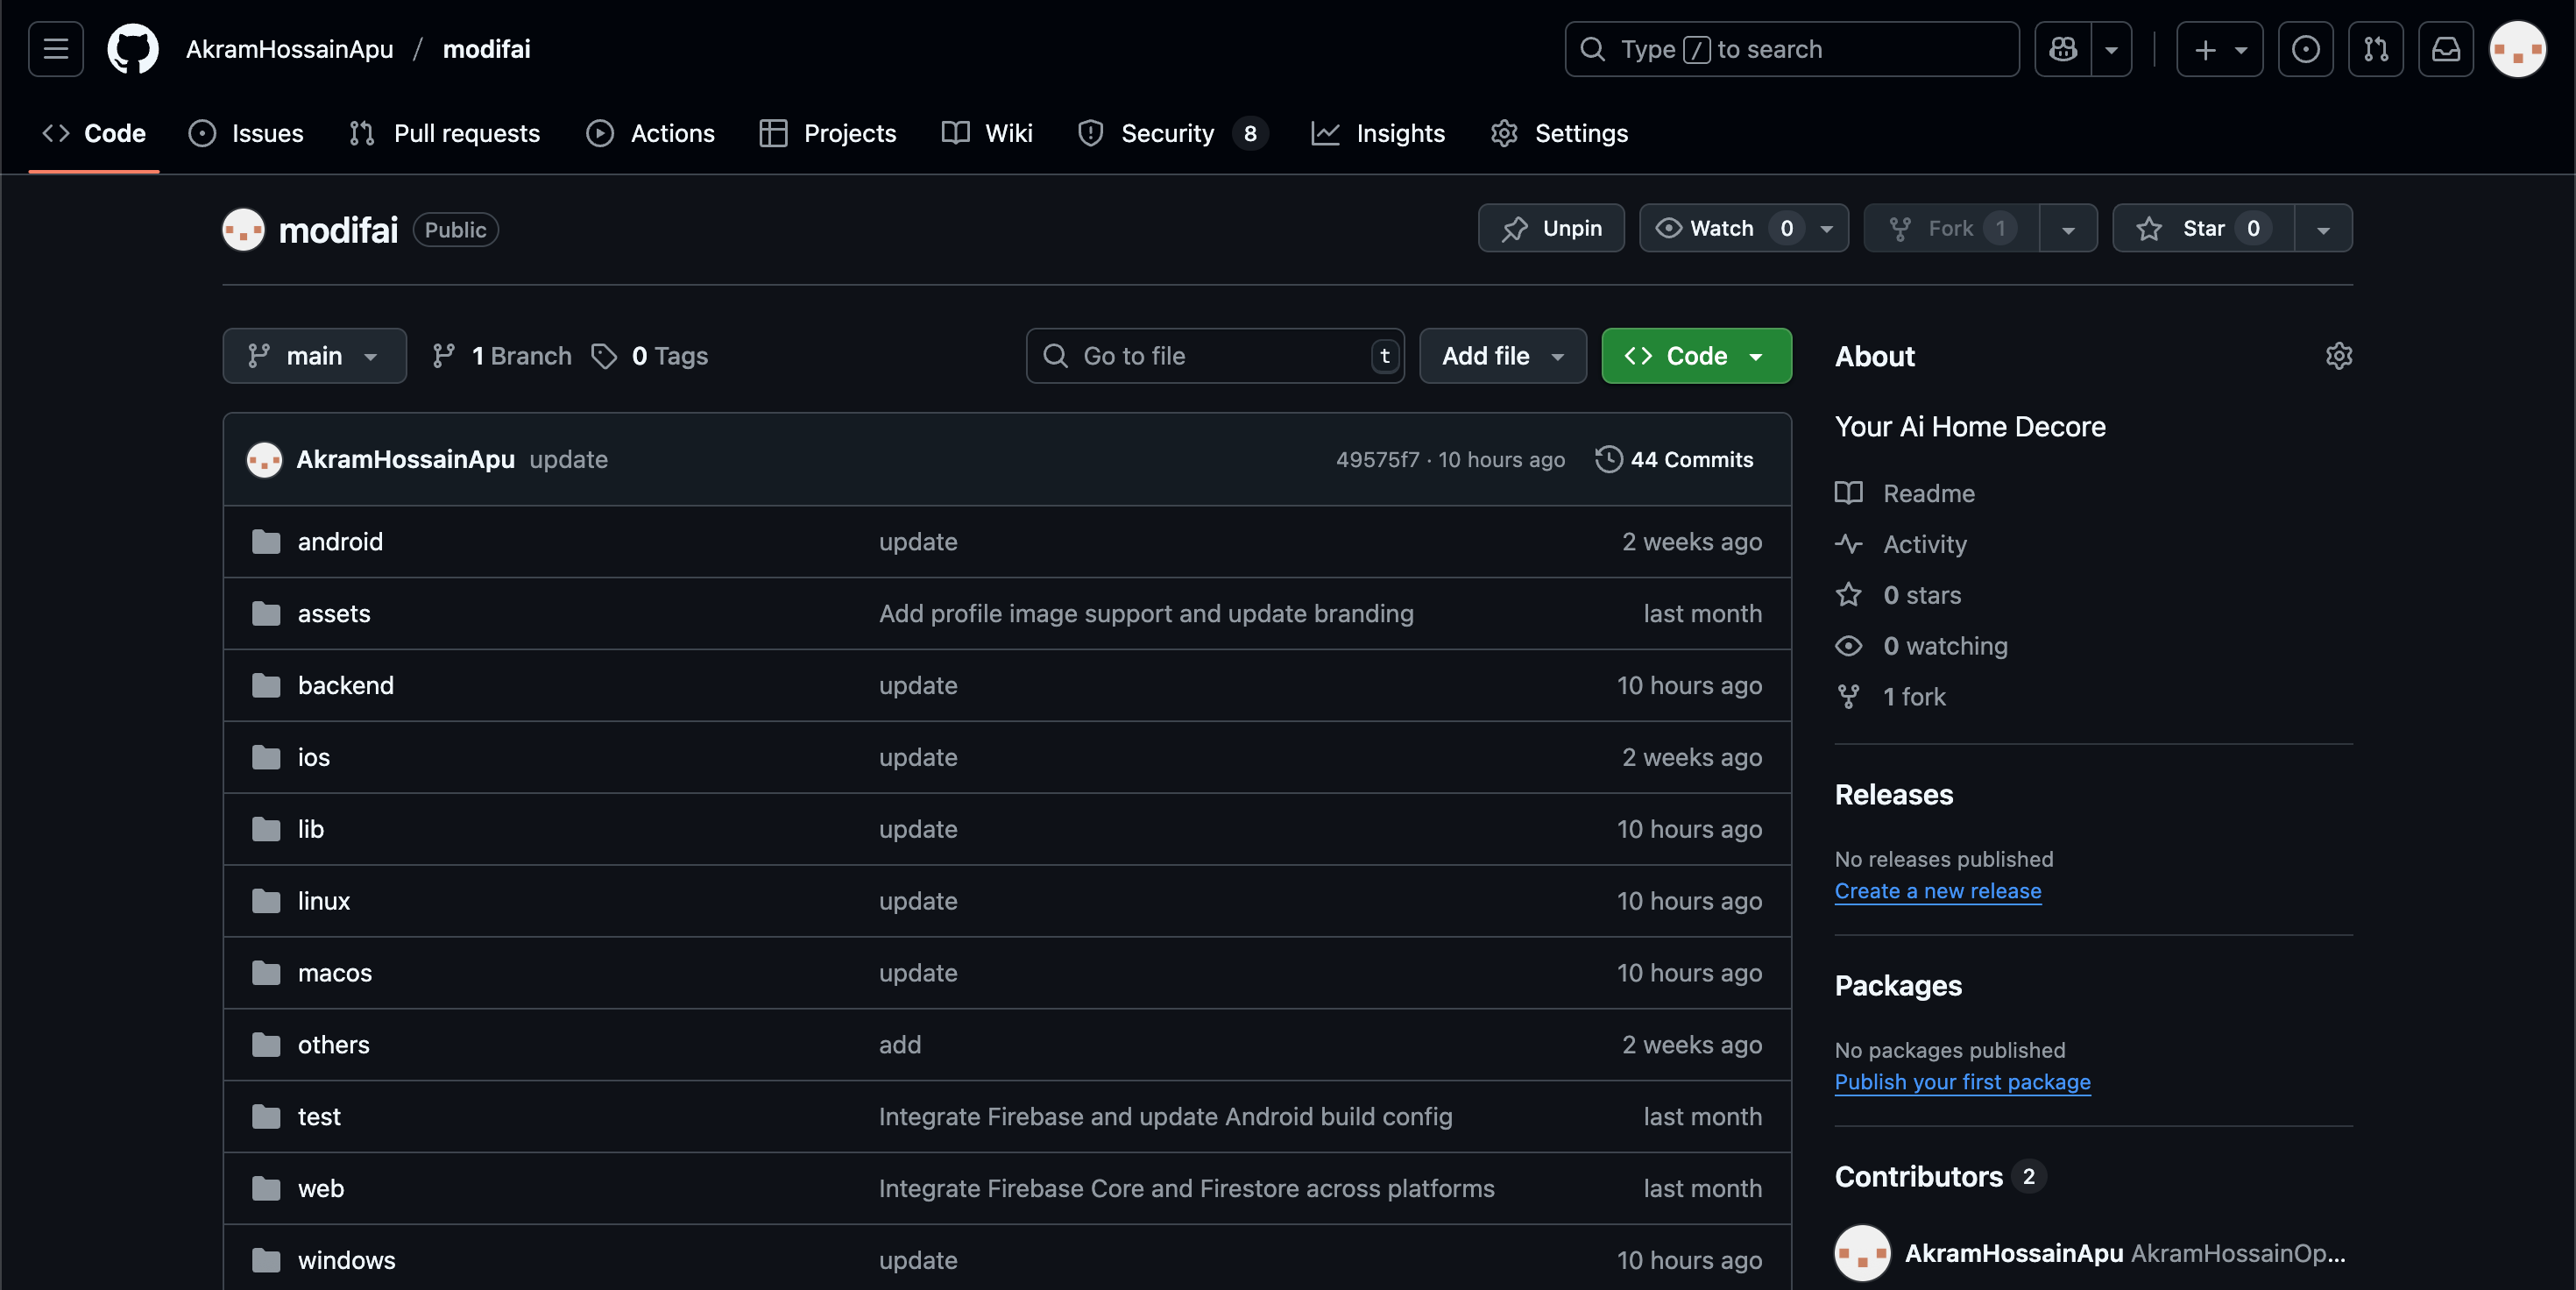 AkramHossainApu / modifai
Type / to search
Code
Issues
Pull requests
Actions
Projects
Wiki
Security 8
Insights
Settings
modifai Public
Unpin
Watch 0
Fork 1
Star 0
main
1 Branch
0 Tags
Go to file t
Add file
Code
AkramHossainApu update 49575f7 · 10 hours ago 44 Commits
android update 2 weeks ago
assets Add profile image support and update branding last month
backend update 10 hours ago
ios update 2 weeks ago
lib update 10 hours ago
linux update 10 hours ago
macos update 10 hours ago
others add 2 weeks ago
test Integrate Firebase and update Android build config last month
web Integrate Firebase Core and Firestore across platforms last month
windows update 10 hours ago
About
Your Ai Home Decore
Readme
Activity
0 stars
0 watching
1 fork
Releases
No releases published
Create a new release
Packages
No packages published
Publish your first package
Contributors 2
AkramHossainApu AkramHossainOp...